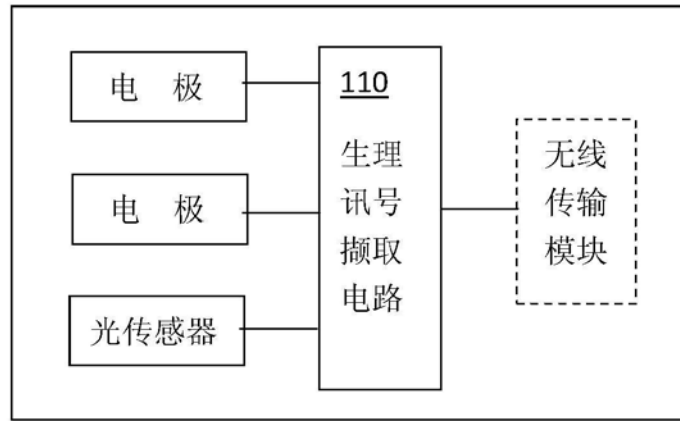 电 极
电 极
光传感器
110
生理
讯号
撷取
电路
无线
传输
模块